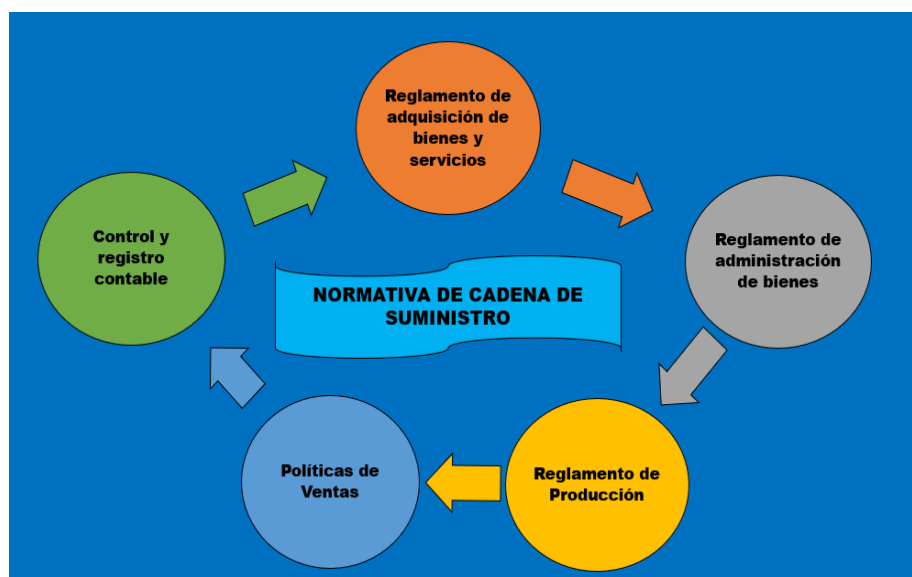 Reglamento de
adquisición de
bienes y
servicios
Control y
registro
contable
Reglamento de
administración
de bienes
NORMATIVA DE CADENA DE
SUMINISTRO
Políticas de
Ventas
Reglamento de
Producción